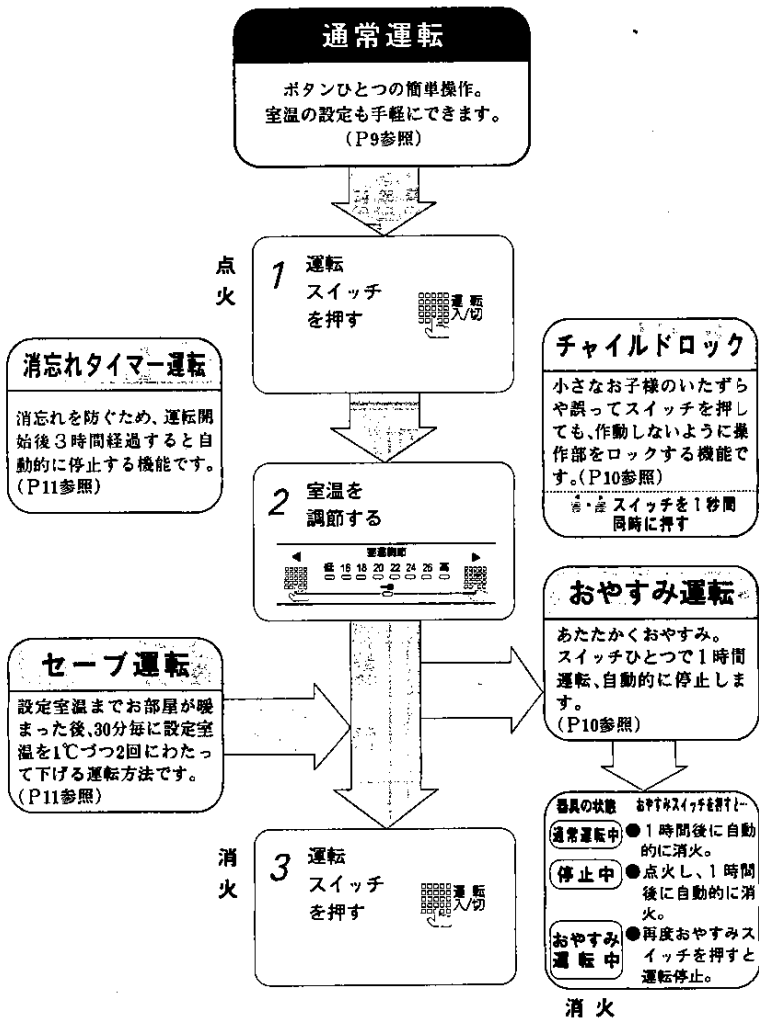 通常運転
ボタンひとつの簡単操作。
室温の設定も手軽にできます。
(P9参照)
点火
1 運転
スイッチ
を押す
運転
入/切
消忘れタイマー運転
消忘れを防ぐため、運転開
始後3時間経過すると自
動的に停止する機能です。
(P11参照)
チャイルドロック
小さなお子様のいたずら
や誤ってスイッチを押し
ても、作動しないように操
作部をロックする機能で
す。(P10参照)
スイッチを1秒間
同時に押す
2 室温を
調節する
室温調節
低 16 18 20 22 24 26 高
セーブ運転
設定室温までお部屋が暖
まった後、30分毎に設定室
温を1℃づつ2回にわたっ
て下げる運転方法です。
(P11参照)
おやすみ運転
あたたかくおやすみ。
スイッチひとつで1時間
運転、自動的に停止しま
す。
(P10参照)
消火
3 運転
スイッチ
を押す
運転
入/切
器具の状態 おやすみスイッチを押すと…
通常運転中 ●1時間後に自動
的に消火。
停止中 ●点火し、1時間
後に自動的に消
火。
おやすみ
運転中 ●再度おやすみス
イッチを押すと
運転停止。
消火